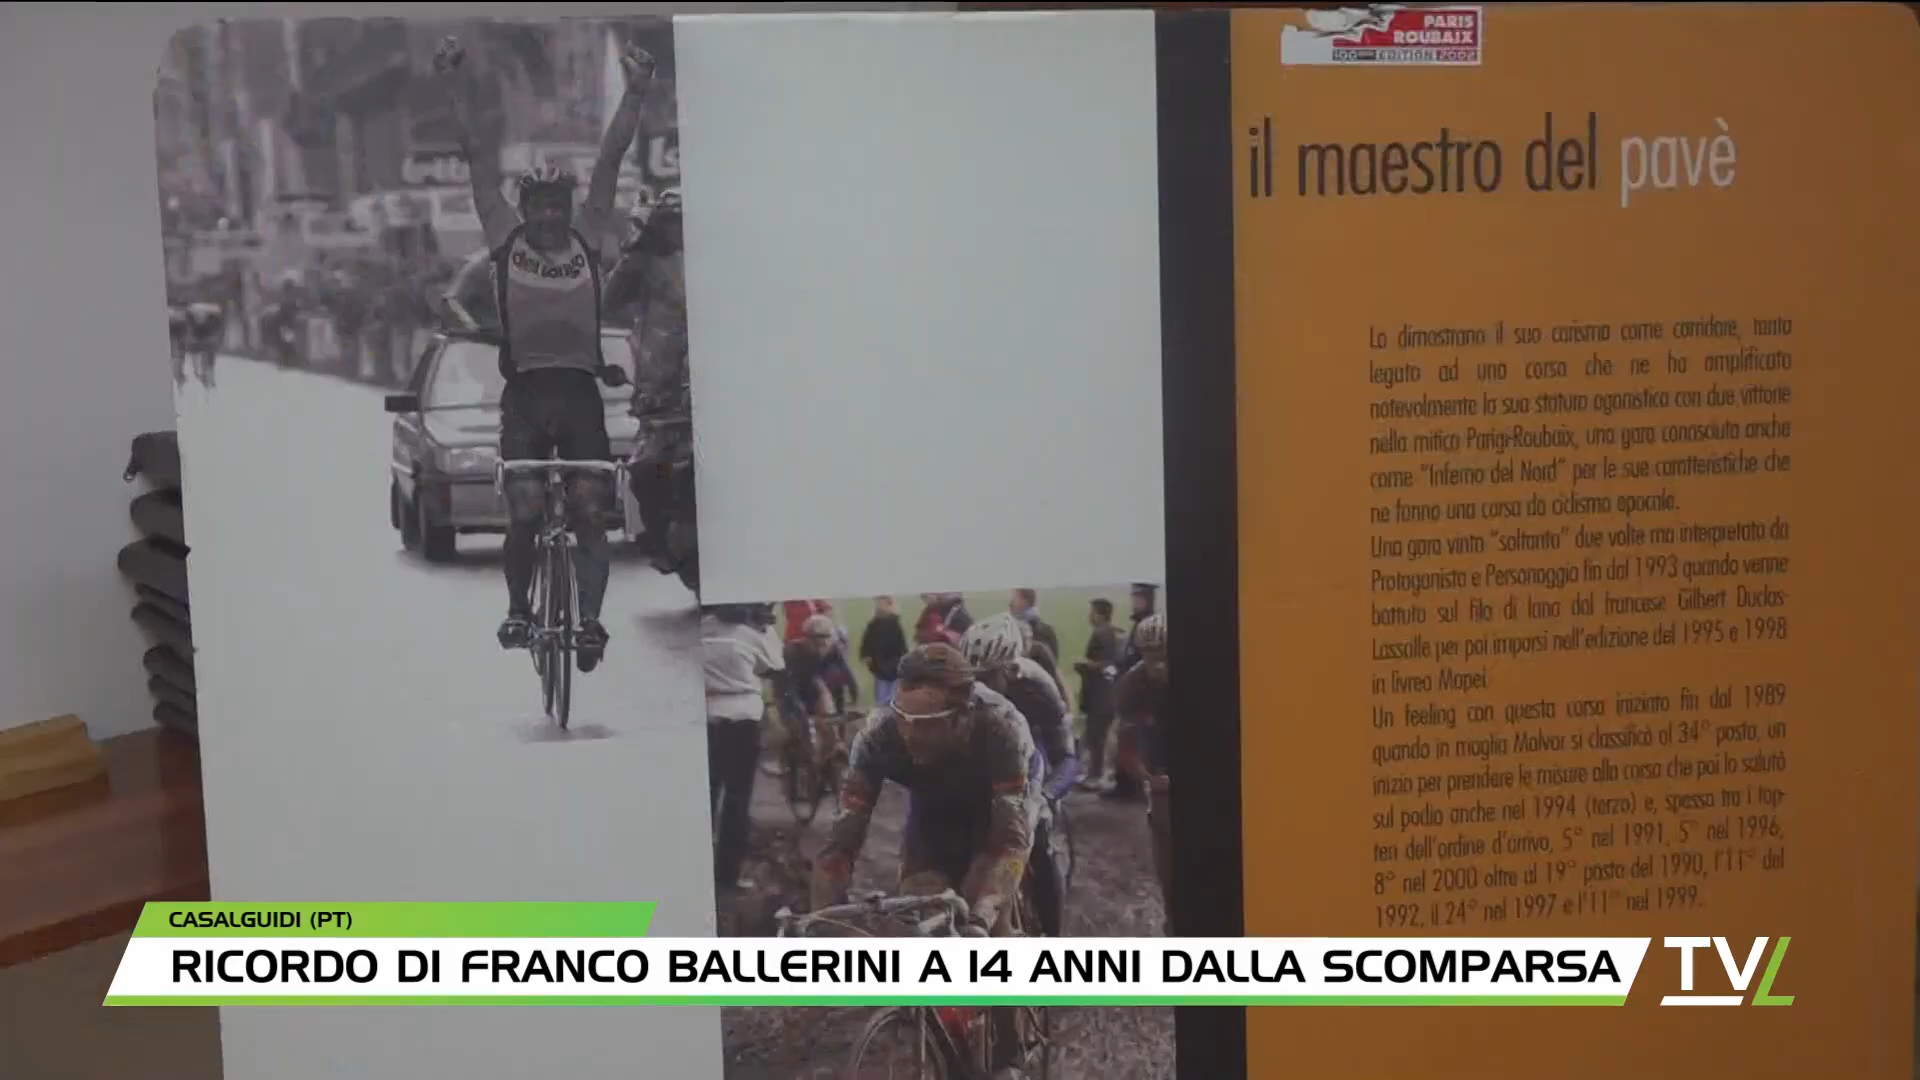 PARIS
ROUBAIX
EDITION 2002
il maestro del pavè
Lo dimostrano il suo carisma come corridore, tanto
legato ad una corsa che ne ha amplificato
notevolmente la sua statura agonistica con due vittorie
nella mitica Parigi-Roubaix, una gara conosciuta anche
come "Inferno del Nord" per le sue caratteristiche che
ne fanno una corsa da ciclismo epocale.
Una gara vinta "soltanto" due volte ma interpretata da
Protagonista e Personaggio fin dal 1993 quando venne
battuto sul filo di lana dal francese Gilbert Duclos-
Lassalle per poi imporsi nell'edizione del 1995 e 1998
in livrea Mapei.
Un feeling con questa corsa iniziato fin dal 1989
quando in maglia Malvor si classificò al 34° posto, un
inizio per prendere le misure alla corsa che poi lo salutò
sul podio anche nel 1994 (terzo) e, spesso tra i top-
ten dell'ordine d'arrivo, 5° nel 1991, 5° nel 1996,
8° nel 2000 oltre al 19° posto del 1990, l'11° del
1992, il 24° nel 1997 e l'11° nel 1999.
del tongo
CASALGUIDI (PT)
RICORDO DI FRANCO BALLERINI A 14 ANNI DALLA SCOMPARSA
TVL